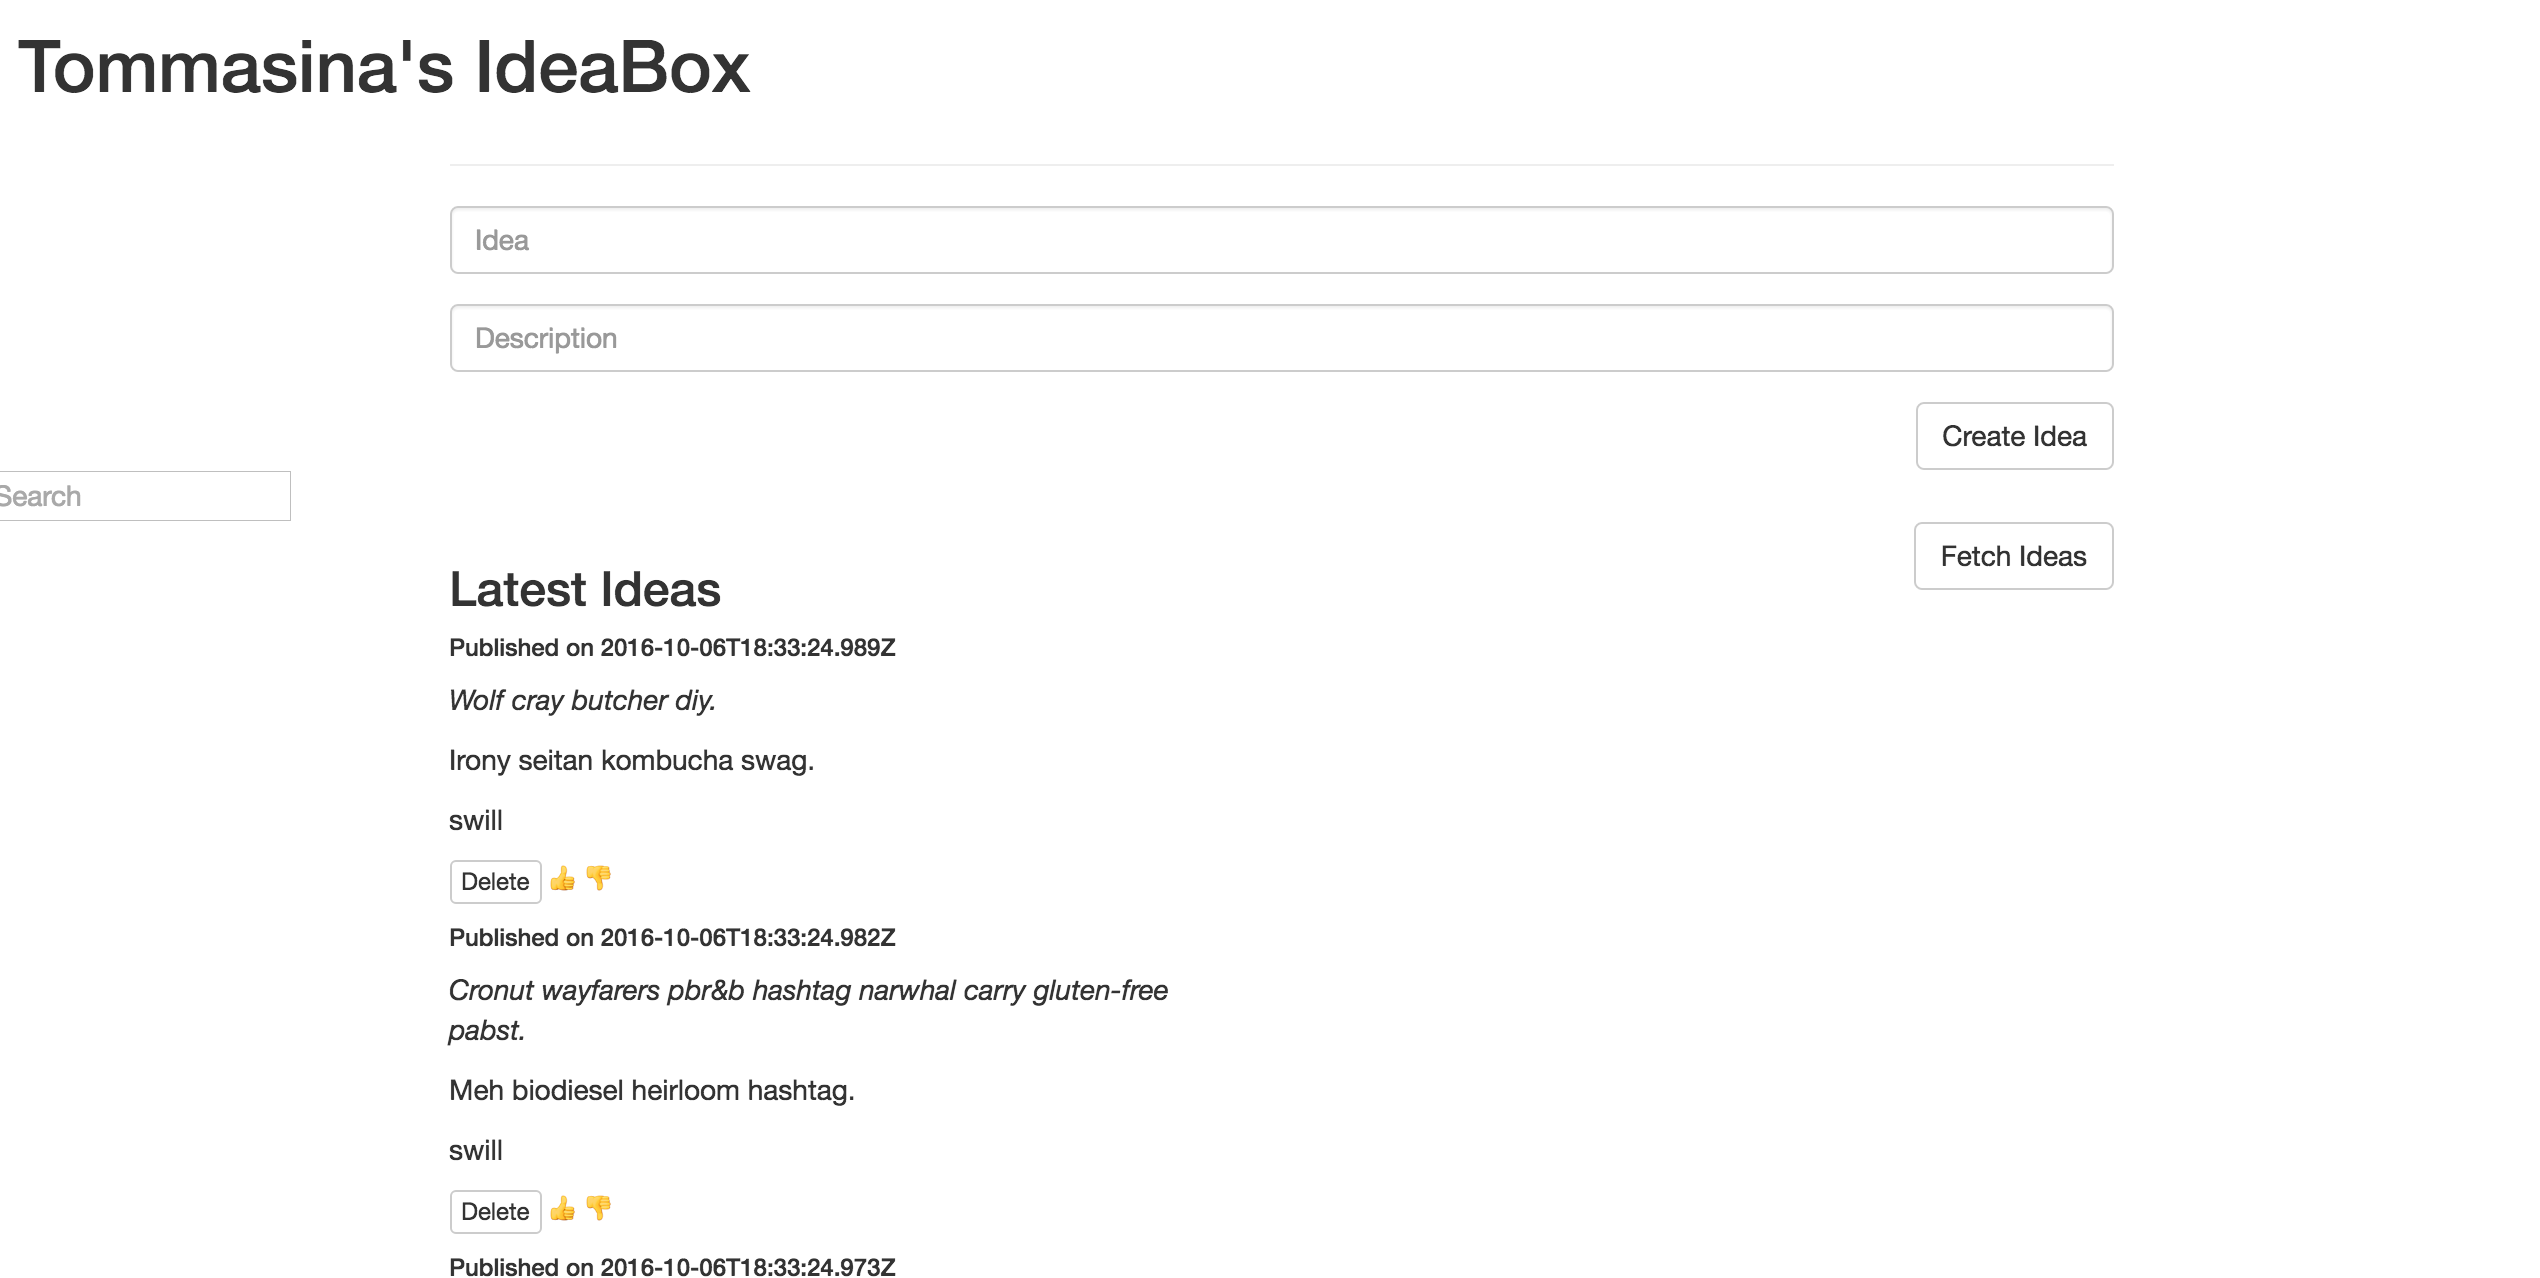 Tommasina's IdeaBox
Idea
Description
Create Idea
Search
Fetch Ideas
Latest Ideas
Published on 2016-10-06T18:33:24.989Z
Wolf cray butcher diy.
Irony seitan kombucha swag.
swill
Delete 👍 👎
Published on 2016-10-06T18:33:24.982Z
Cronut wayfarers pbr&b hashtag narwhal carry gluten-free
pabst.
Meh biodiesel heirloom hashtag.
swill
Delete 👍 👎
Published on 2016-10-06T18:33:24.973Z